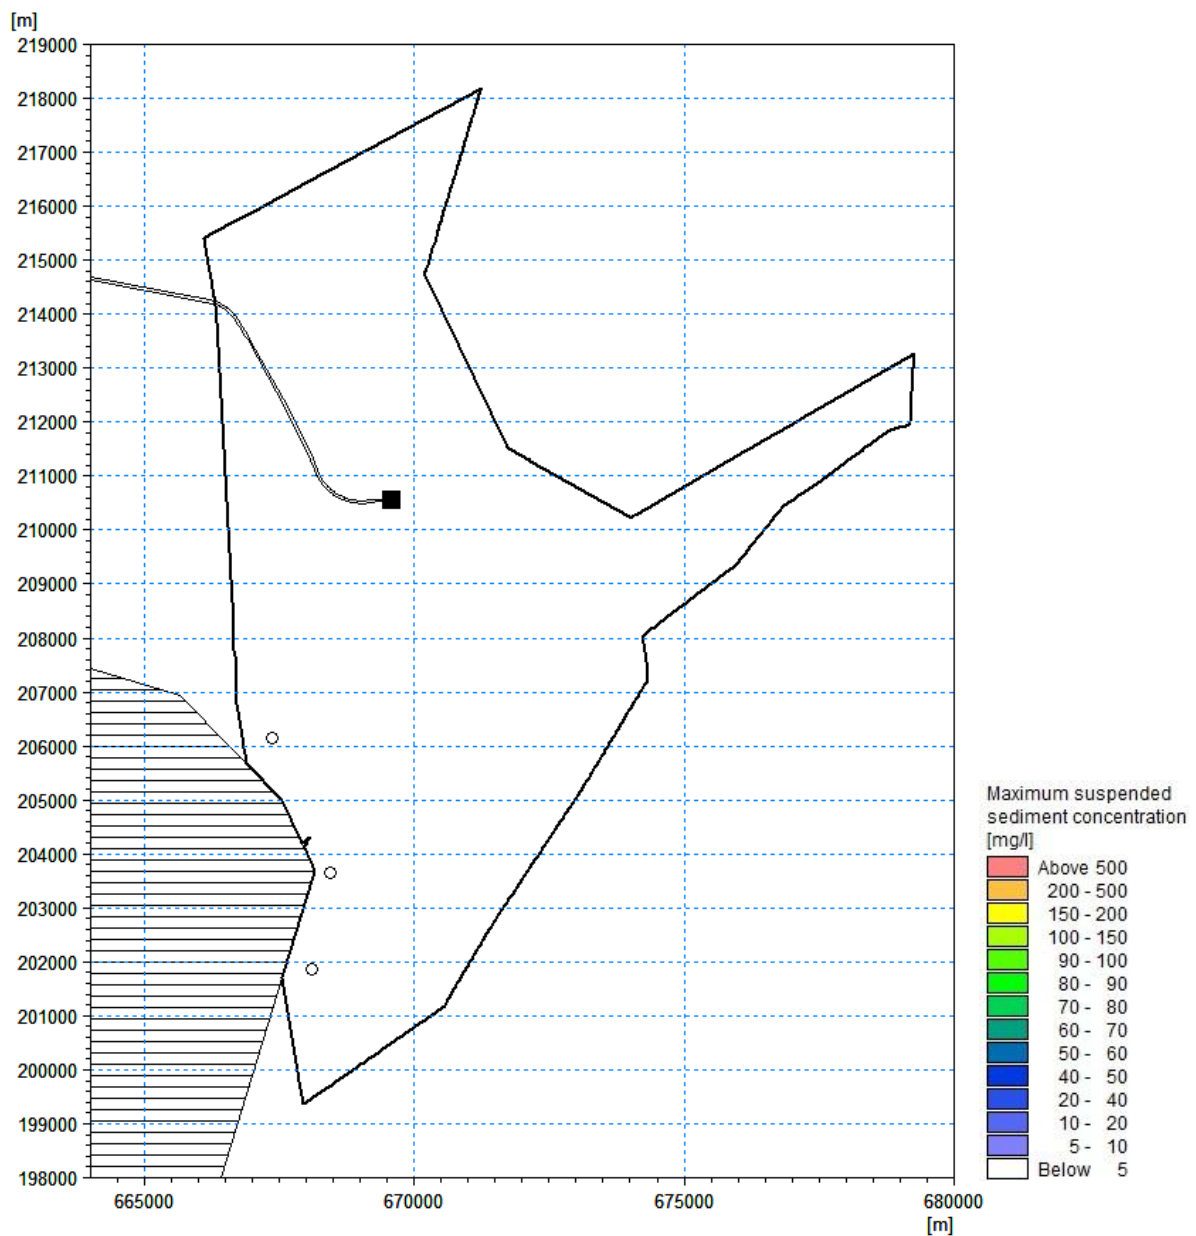 [m]
219000
218000
217000
216000
215000
214000
213000
212000
211000
210000
209000
208000
207000
206000
205000
204000
203000
202000
201000
200000
199000
198000
665000 670000 675000 680000
[m]
Maximum suspended
sediment concentration
[mg/l]
Above 500
200 - 500
150 - 200
100 - 150
90 - 100
80 - 90
70 - 80
60 - 70
50 - 60
40 - 50
20 - 40
10 - 20
5 - 10
Below 5